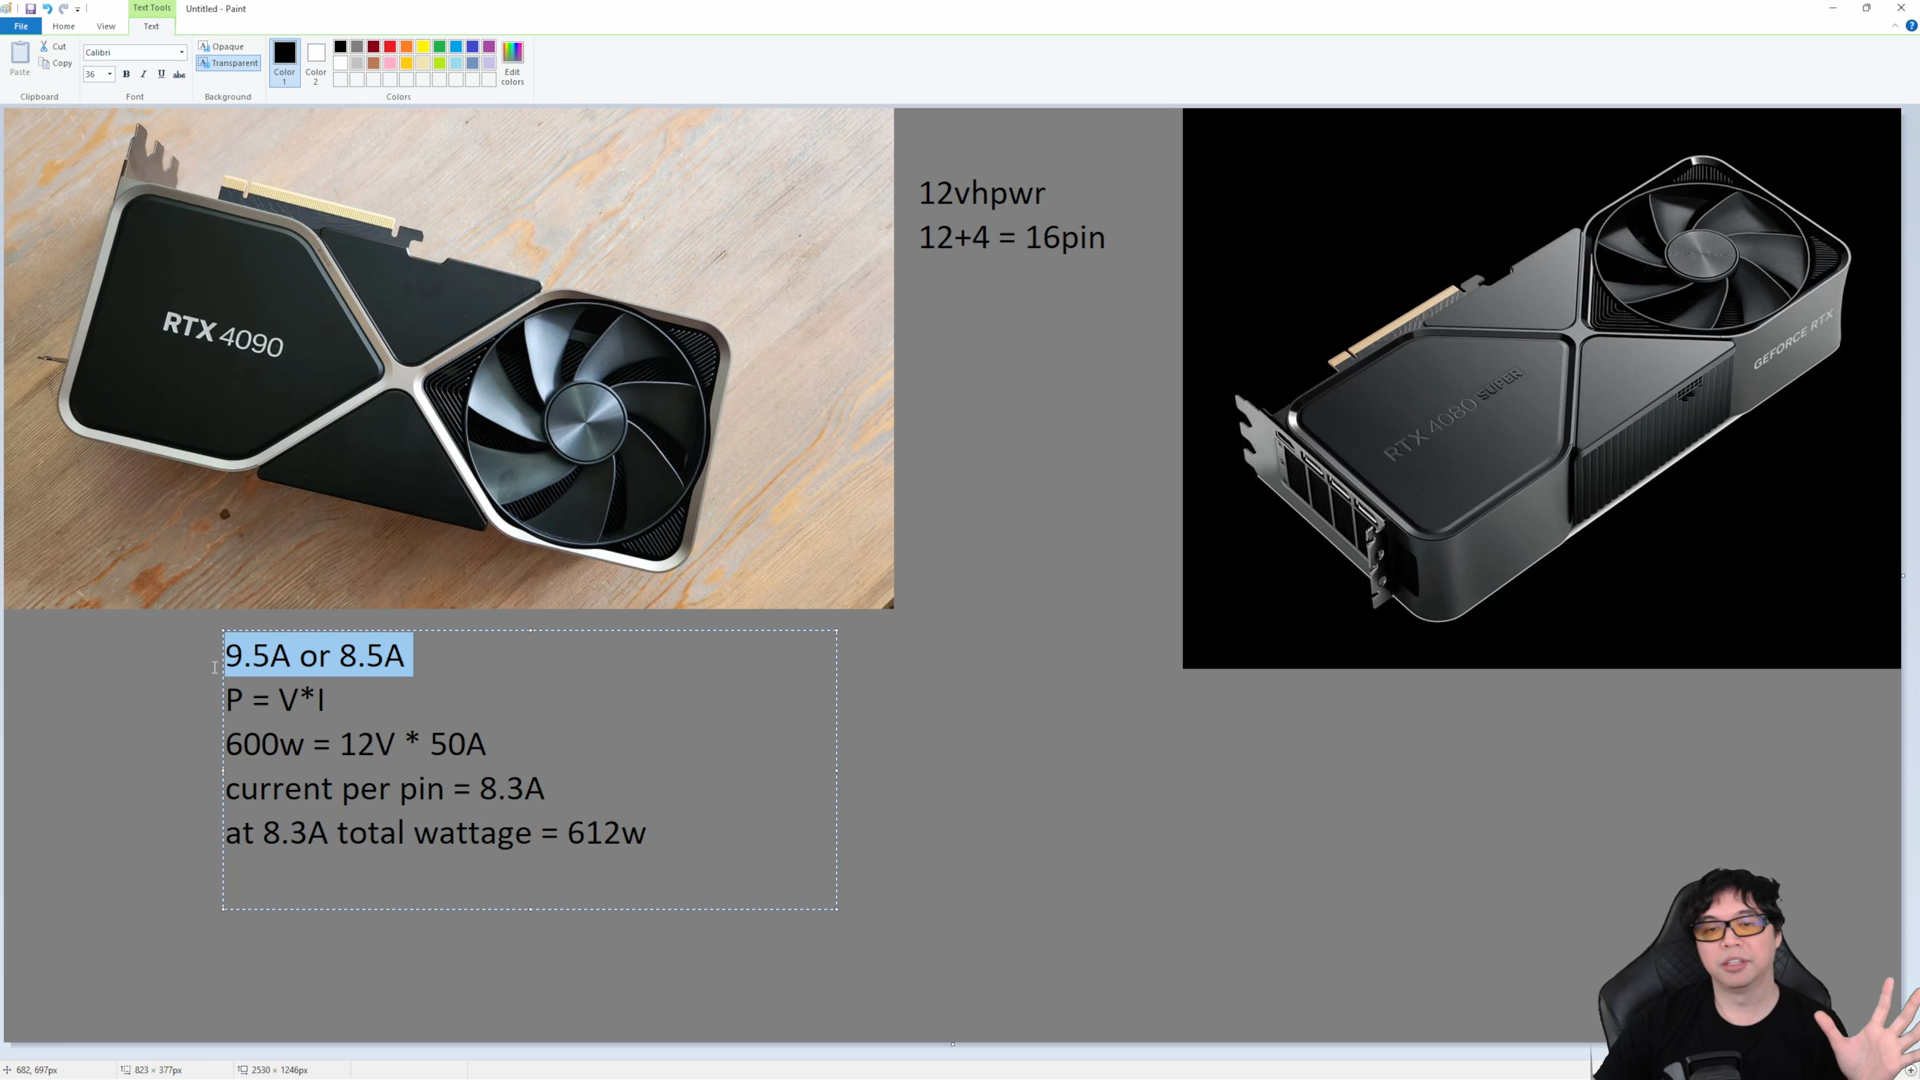 Text Tools
Untitled - Paint
File
Home
View
Text
Paste
Cut
Copy
Clipboard
Calibri
36
B
I
U
abc
Font
Opaque
Transparent
Background
Color 1
Color 2
Edit colors
Colors
RTX 4090
12vhpwr
12+4 = 16pin
RTX 4080 SUPER
GEFORCE RTX
9.5A or 8.5A
P = V*I
600w = 12V * 50A
current per pin = 8.3A
at 8.3A total wattage = 612w
682, 697px
823 × 377px
2530 × 1246px